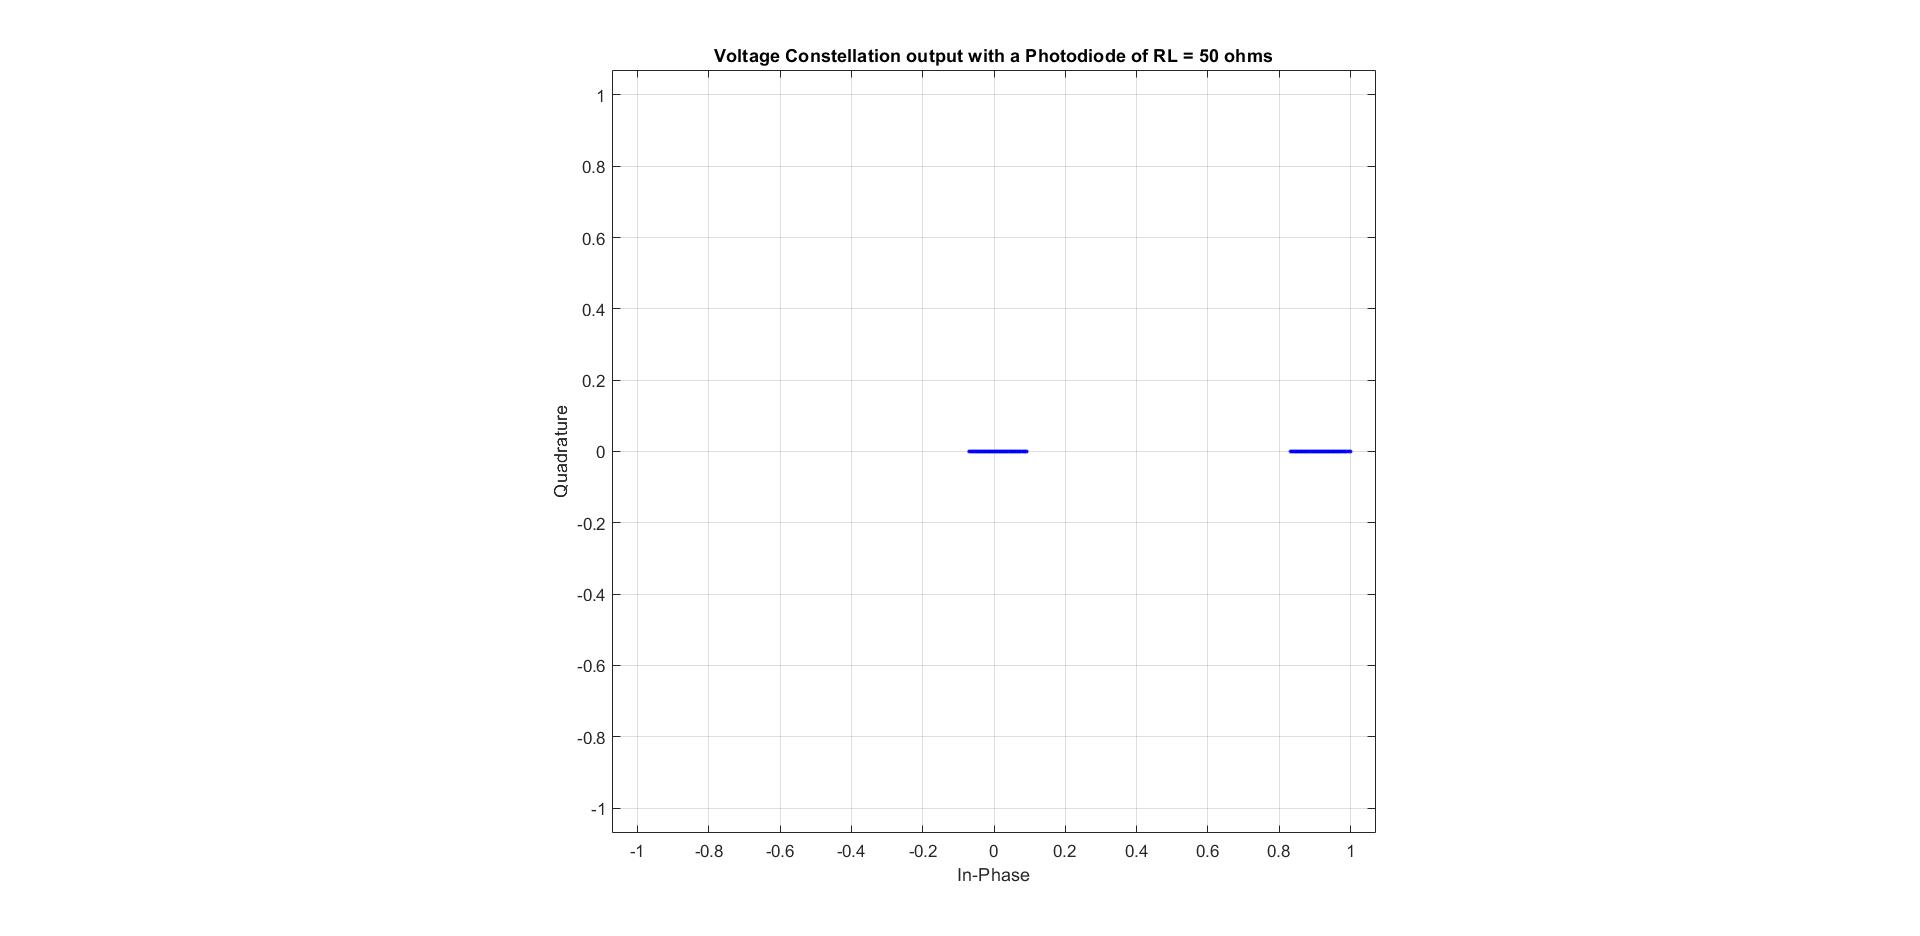 Voltage Constellation output with a Photodiode of RL = 50 ohms
1
0.8
0.6
0.4
0.2
0
-0.2
-0.4
-0.6
-0.8
-1
Quadrature
-1 -0.8 -0.6 -0.4 -0.2 0 0.2 0.4 0.6 0.8 1
In-Phase